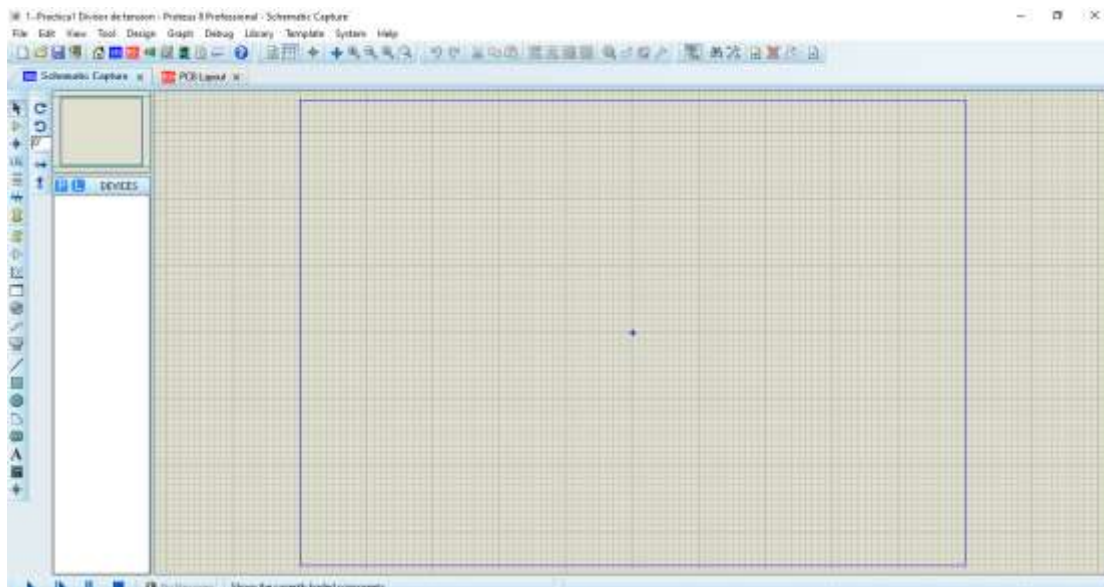 1.-Practica1 Divisor de tension - Proteus 8 Professional - Schematic Capture
File Edit View Tool Design Graph Debug Library Template System Help
Schematic Capture x PCB Layout x
P L DEVICES
A